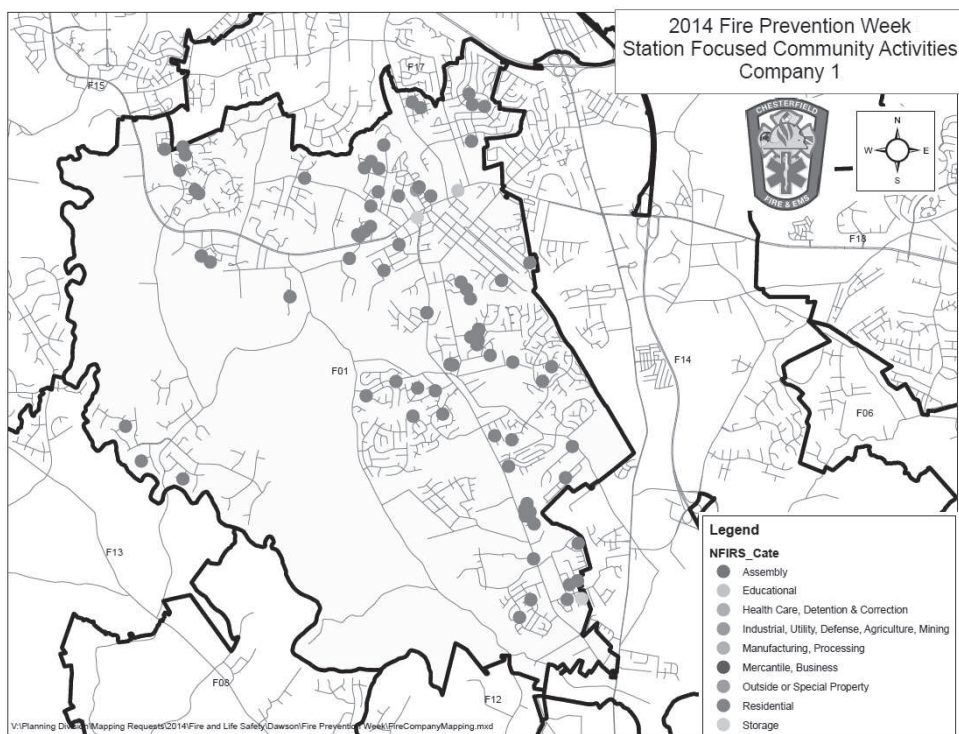 2014 Fire Prevention Week
Station Focused Community Activities
Company 1
CHESTERFIELD
FIRE & EMS
N
W E
S
F17
F15
F18
F01
F14
F06
F13
F08
F12
Legend
NFIRS_Cate
Assembly
Educational
Health Care, Detention & Correction
Industrial, Utility, Defense, Agriculture, Mining
Manufacturing, Processing
Mercantile, Business
Outside or Special Property
Residential
Storage
V:\Planning Division\Mapping Requests\2014\Fire and Life Safety\Dawson\Fire Prevention Week\FireCompanyMapping.mxd